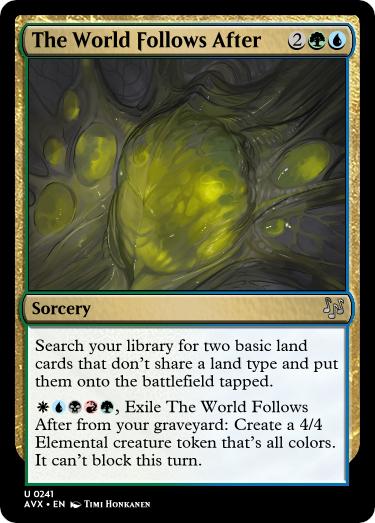 The World Follows After 2
Sorcery
Search your library for two basic land
cards that don't share a land type and put
them onto the battlefield tapped.
, Exile The World Follows
After from your graveyard: Create a 4/4
Elemental creature token that's all colors.
It can't block this turn.
U 0241
AVX • EN Timi Honkanen